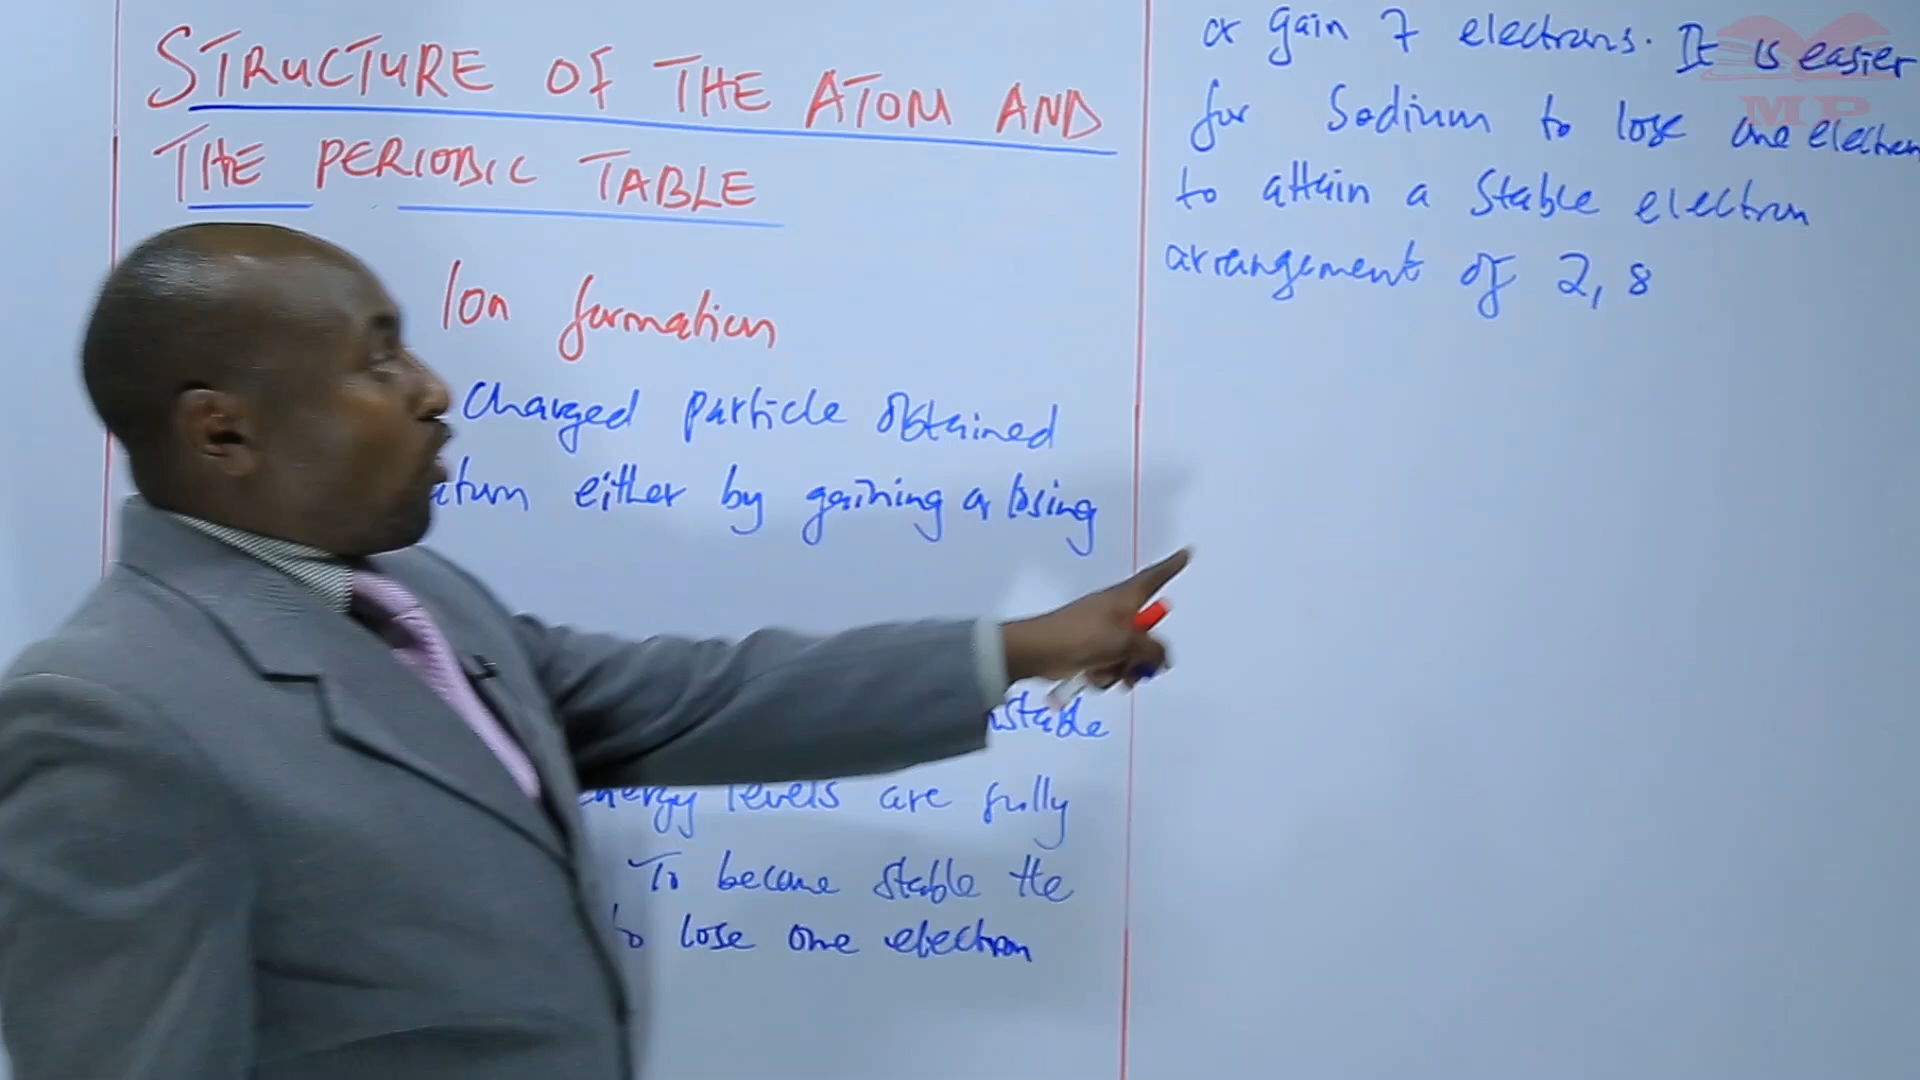 STRUCTURE OF THE ATOM AND
THE PERIODIC TABLE
Ion formation
Charged particle obtained
atom either by gaining or losing
energy levels are fully
To become stable the
to lose one electron
or gain 7 electrons. It is easier
for Sodium to lose one electron
to attain a stable electron
arrangement of 2, 8
MP